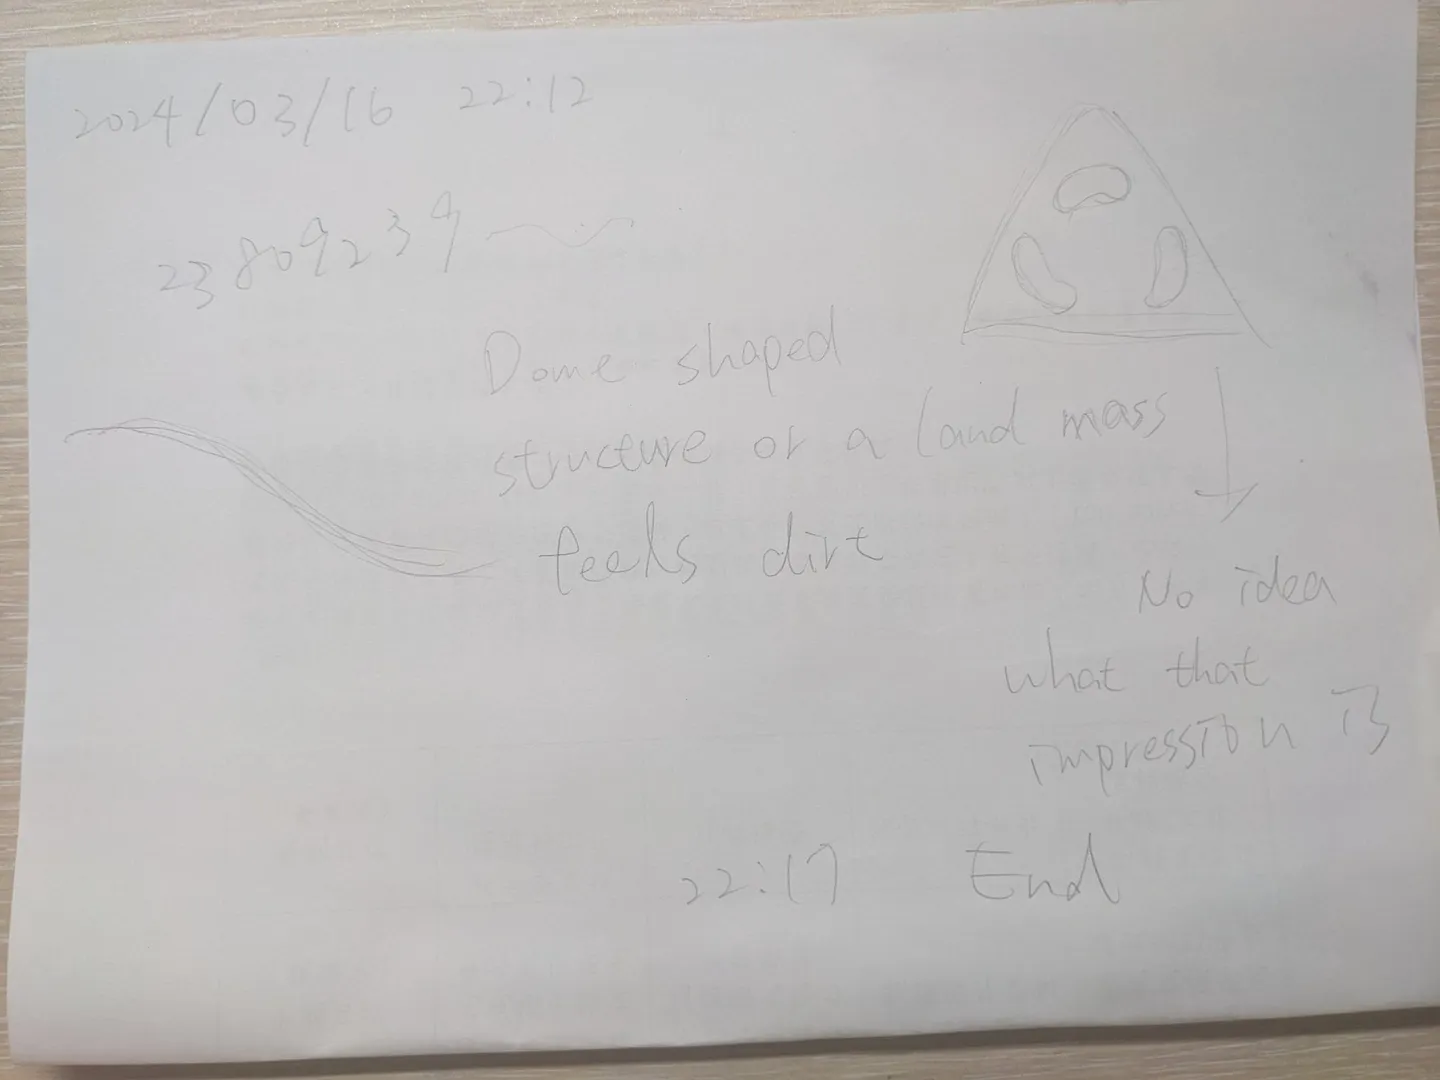 2024/03/16 22:12
23809239
Dome shaped
structure or a land mass
feels dirt
No idea
what that
impression is
22:17 End